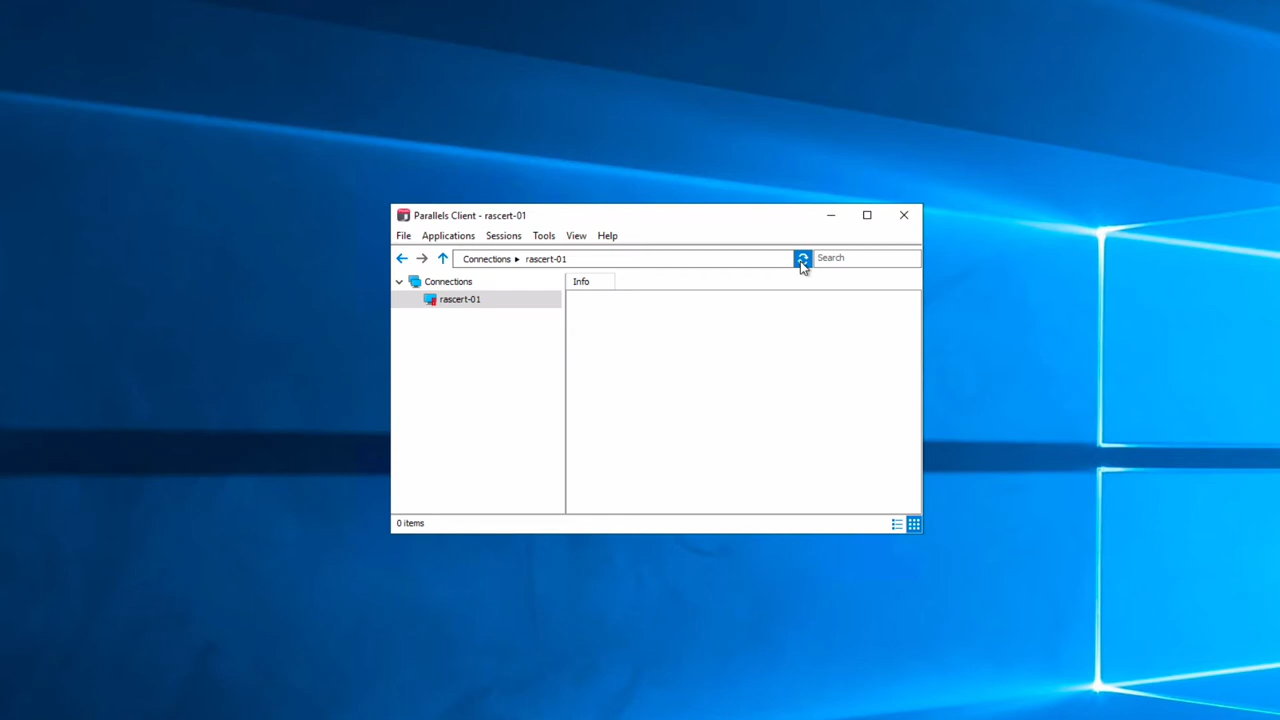 Parallels Client - rascert-01
File Applications Sessions Tools View Help
Connections rascert-01 Search
Connections
Info
rascert-01
0 items